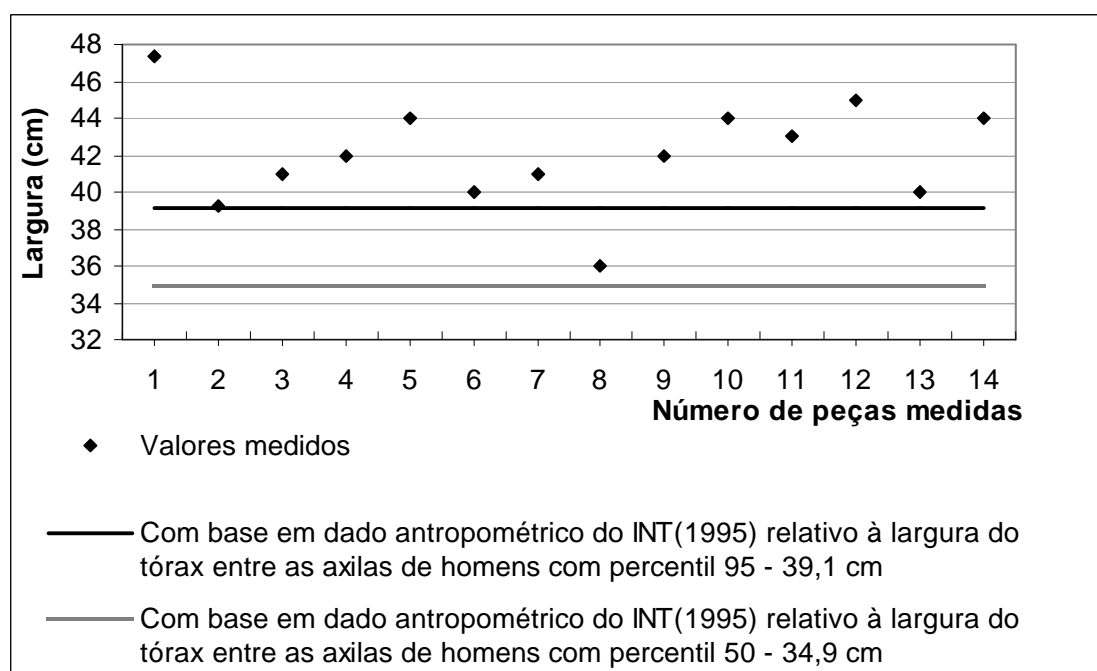 Largura (cm)
48
46
44
42
40
38
36
34
32
1 2 3 4 5 6 7 8 9 10 11 12 13 14
Número de peças medidas
Valores medidos
Com base em dado antropométrico do INT(1995) relativo à largura do
tórax entre as axilas de homens com percentil 95 - 39,1 cm
Com base em dado antropométrico do INT(1995) relativo à largura do
tórax entre as axilas de homens com percentil 50 - 34,9 cm